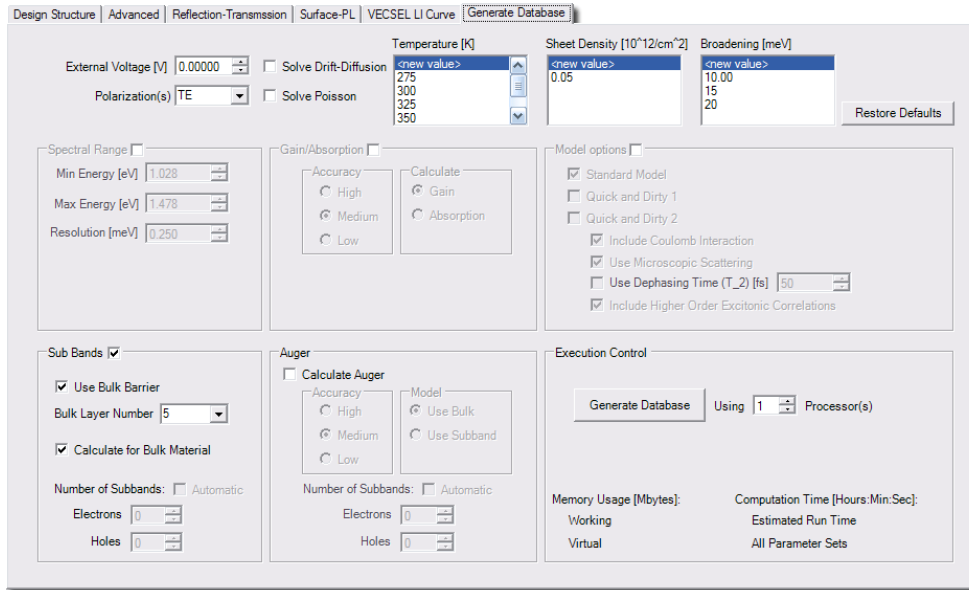 Design Structure Advanced Reflection-Transmssion Surface-PL VECSEL LI Curve Generate Database
External Voltage [V] 0.00000 Solve Drift-Diffusion
Polarization(s) TE Solve Poisson
Temperature [K]
<new value>
275
300
325
350
Sheet Density [10^12/cm^2]
<new value>
0.05
Broadening [meV]
<new value>
10.00
15
20
Restore Defaults
Spectral Range
Min Energy [eV] 1.028
Max Energy [eV] 1.478
Resolution [meV] 0.250
Gain/Absorption
Accuracy
High
Medium
Low
Calculate
Gain
Absorption
Model options
Standard Model
Quick and Dirty 1
Quick and Dirty 2
Include Coulomb Interaction
Use Microscopic Scattering
Use Dephasing Time (T_2) [fs] 50
Include Higher Order Excitonic Correlations
Sub Bands
Use Bulk Barrier
Bulk Layer Number 5
Calculate for Bulk Material
Number of Subbands: Automatic
Electrons 0
Holes 0
Auger
Calculate Auger
Accuracy
High
Medium
Low
Model
Use Bulk
Use Subband
Number of Subbands: Automatic
Electrons 0
Holes 0
Execution Control
Generate Database Using 1 Processor(s)
Memory Usage [Mbytes]: Computation Time [Hours:Min:Sec]:
Working Estimated Run Time
Virtual All Parameter Sets